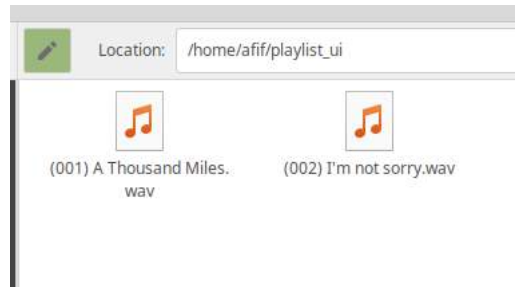 Location: /home/afif/playlist_ui
(001) A Thousand Miles.
wav
(002) I'm not sorry.wav